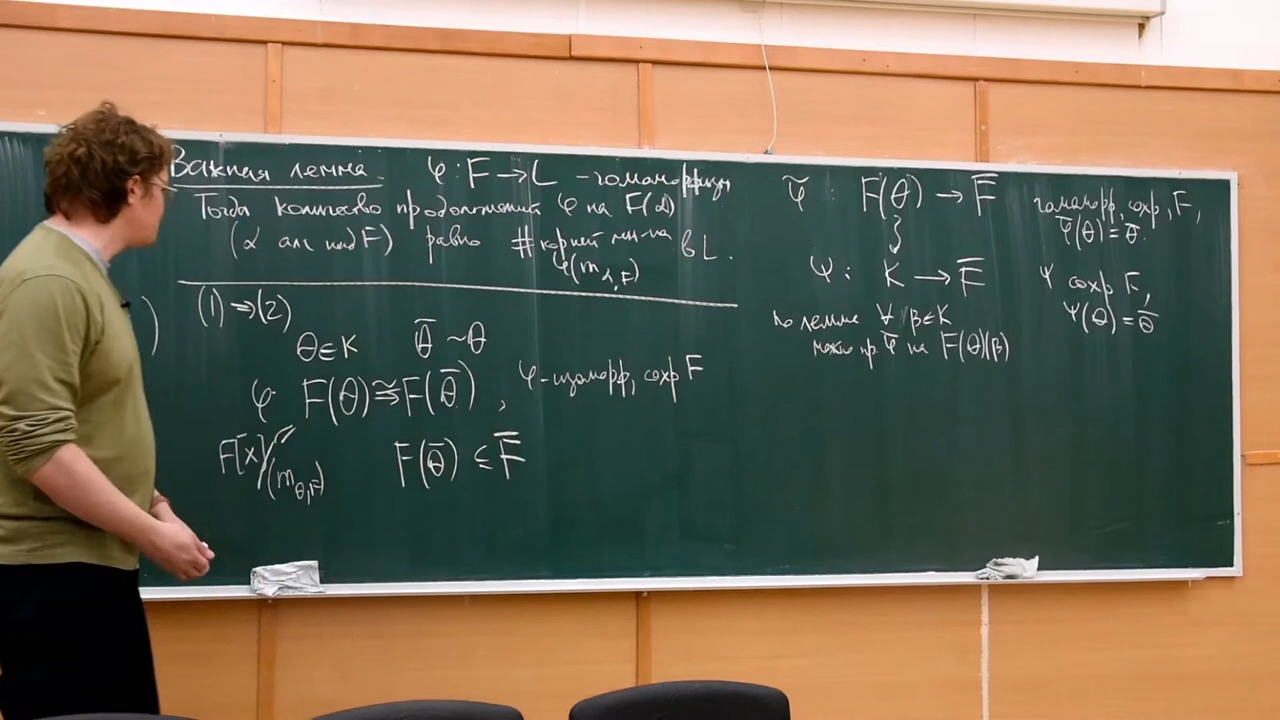 Важная лемма. φ: F → L - гомоморфизм
Тогда количество продолжений φ на F(α)
(α алг над F) равно # корней мн-на φ(m_{α,F}) в L.
(1) ⇒ (2)
θ ∈ K   θ̄ ~ θ
φ: F(θ) ≅ F(θ̄), φ-изоморф, сохр F
F[x]/(m_{θ,F})   F(θ̄) ⊆ F̄
φ̃ : F(θ) → F̄   гомоморф, сохр, F,
φ̃(θ) = θ̄.
ψ: K → F̄   ψ сохр F,
ψ(θ) = θ̄
по лемме ∀ β ∈ K
можно пр. φ̃ на F(θ)(β)